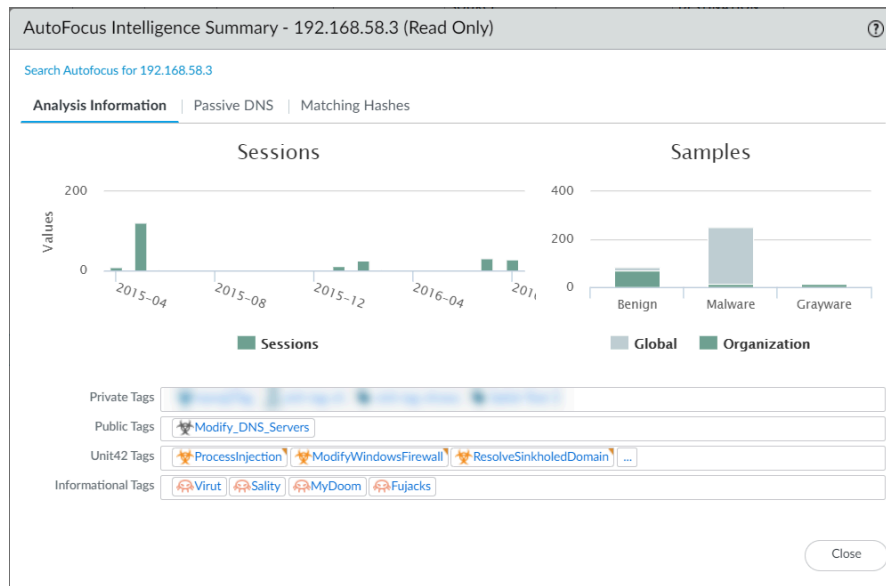 AutoFocus Intelligence Summary - 192.168.58.3 (Read Only)
Search Autofocus for 192.168.58.3
Analysis Information | Passive DNS | Matching Hashes
Sessions
Values
200
0
2015-04
2015-08
2015-12
2016-04
Sessions
Samples
400
200
0
Benign
Malware
Grayware
Global
Organization
Private Tags
Public Tags
Modify_DNS_Servers
Unit42 Tags
ProcessInjection ModifyWindowsFirewall ResolveSinkholedDomain ...
Informational Tags
Virut Sality MyDoom Fujacks
Close